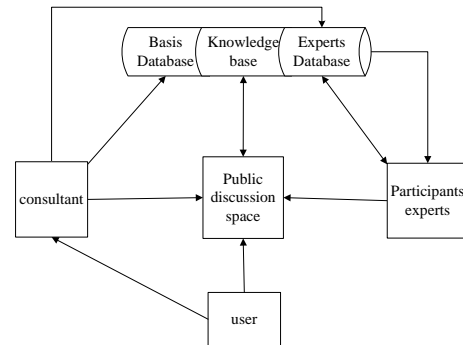 Basis
Database
Knowledge
base
Experts
Database
consultant
Public
discussion
space
Participants
experts
user